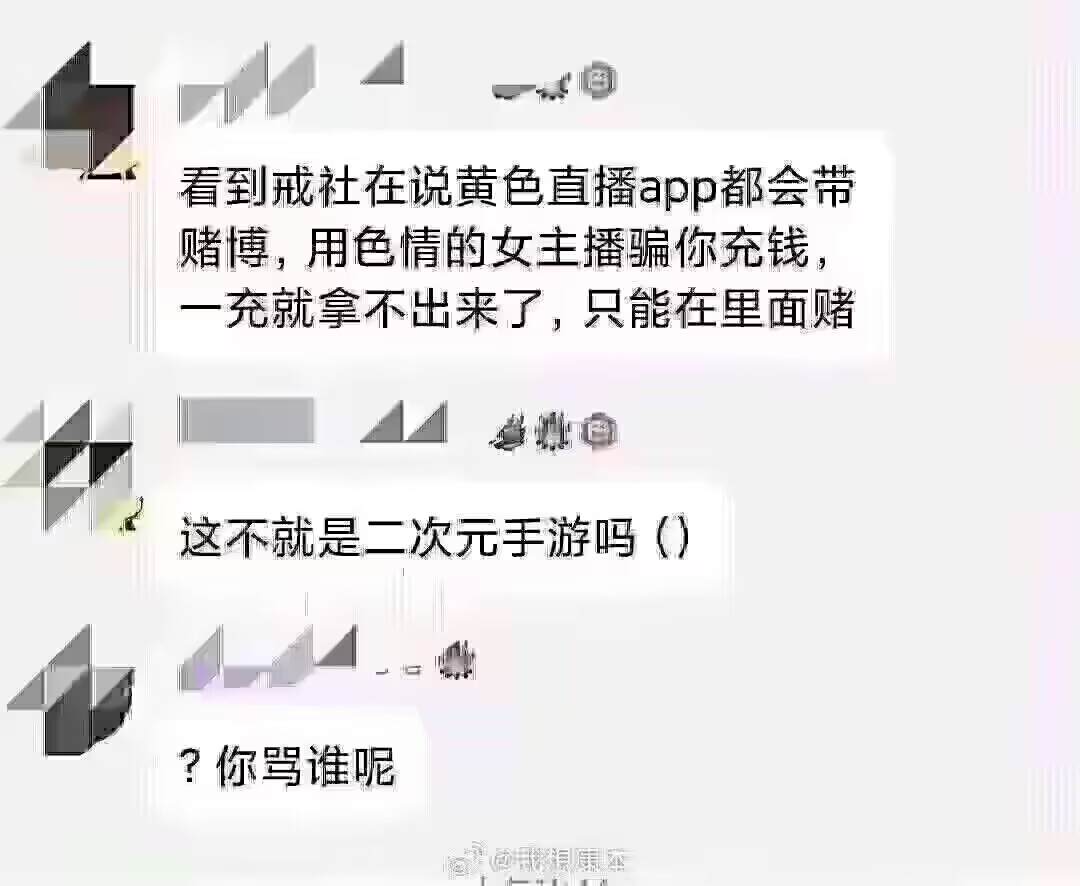 看到戒社在说黄色直播app都会带
赌博，用色情的女主播骗你充钱，
一充就拿不出来了，只能在里面赌
这不就是二次元手游吗（）
？你骂谁呢